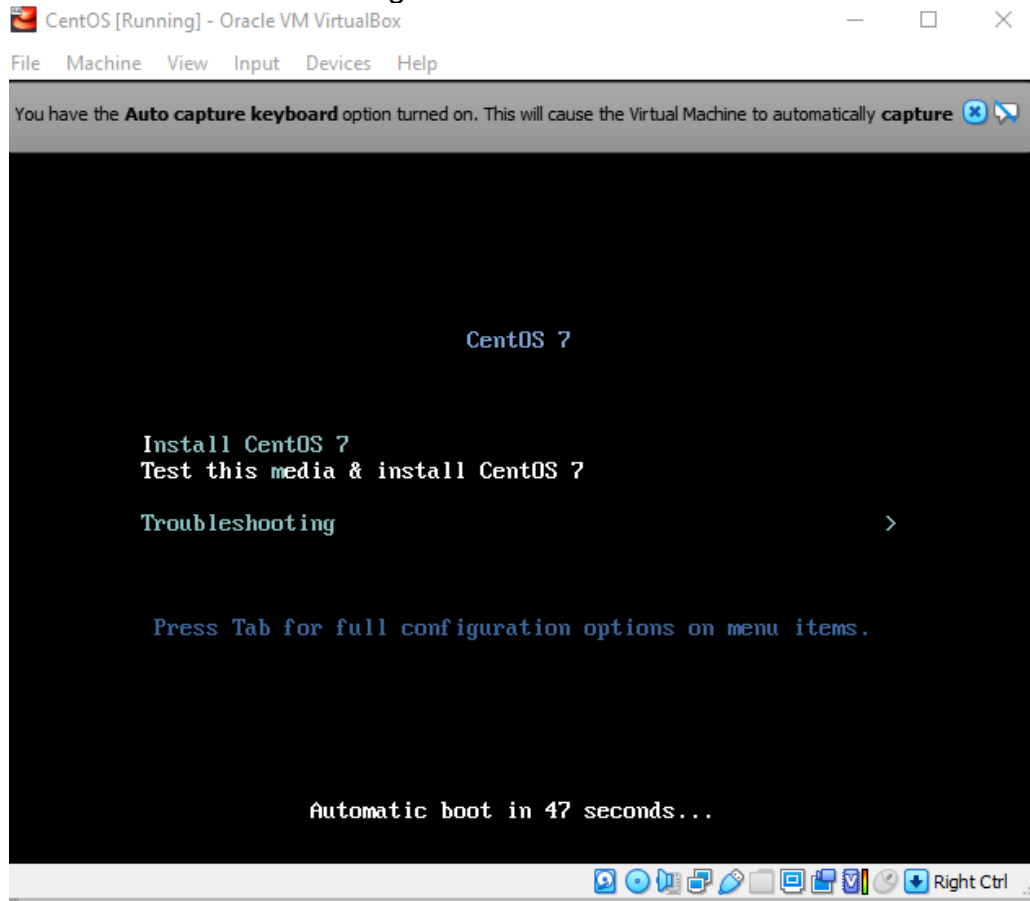 CentOS [Running] - Oracle VM VirtualBox
File Machine View Input Devices Help
You have the Auto capture keyboard option turned on. This will cause the Virtual Machine to automatically capture
CentOS 7
Install CentOS 7
Test this media & install CentOS 7
Troubleshooting >
Press Tab for full configuration options on menu items.
Automatic boot in 47 seconds...
Right Ctrl